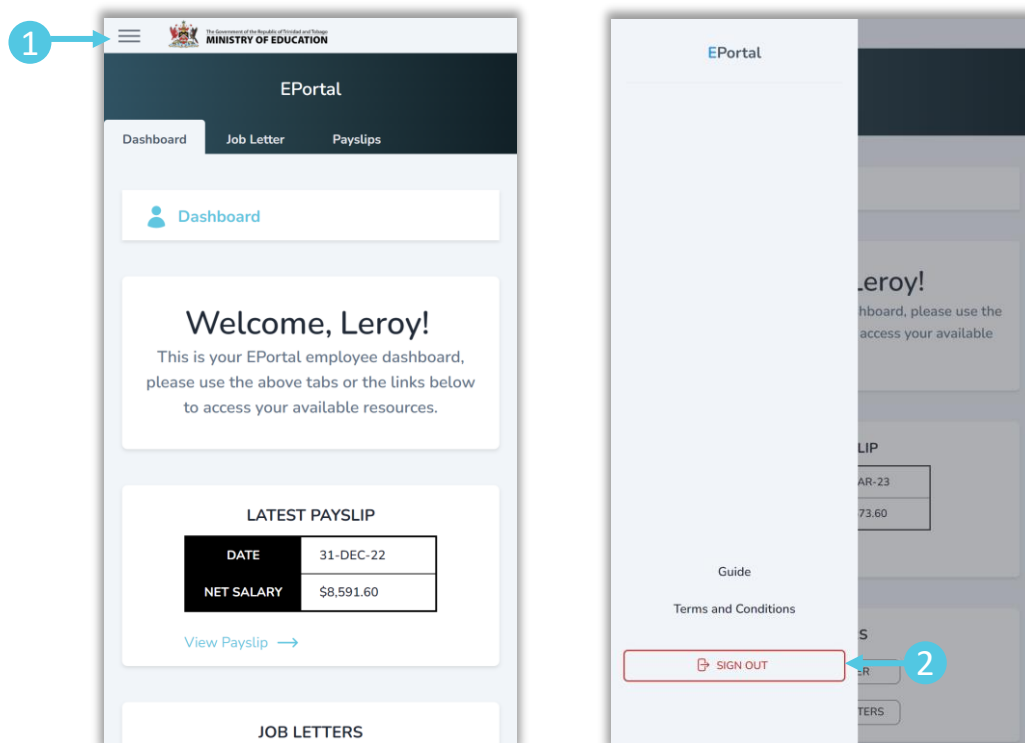 1
The Government of the Republic of Trinidad and Tobago
MINISTRY OF EDUCATION
EPortal
Dashboard Job Letter Payslips
Dashboard
Welcome, Leroy!
This is your EPortal employee dashboard,
please use the above tabs or the links below
to access your available resources.
LATEST PAYSLIP
DATE 31-DEC-22
NET SALARY $8,591.60
View Payslip →
JOB LETTERS
EPortal
Guide
Terms and Conditions
SIGN OUT
2
Leroy!
hboard, please use the
access your available
LIP
AR-23
73.60
S
ER
TERS